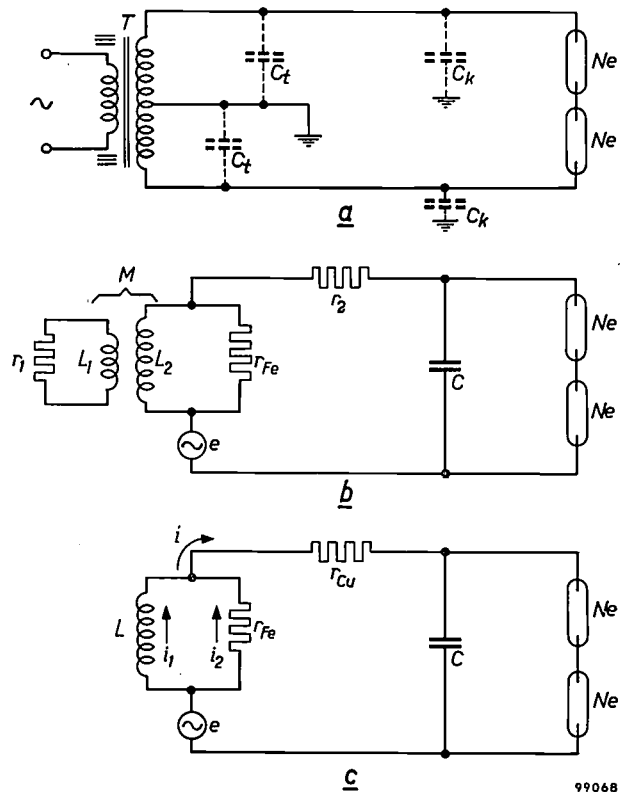 T
C_t
C_k
Ne
C_t
Ne
C_k
a
M
r_2
r_1
L_1
L_2
r_Fe
C
Ne
Ne
e
b
i
r_Cu
L
i_1
i_2
r_Fe
C
Ne
Ne
e
c
99068